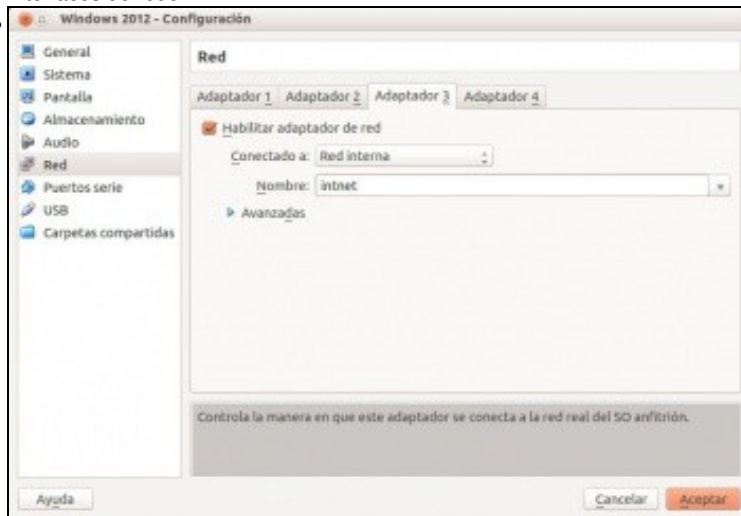 Windows 2012 - Configuración
General
Sistema
Pantalla
Almacenamiento
Audio
Red
Puertos serie
USB
Carpetas compartidas
Red
Adaptador 1 Adaptador 2 Adaptador 3 Adaptador 4
Habilitar adaptador de red
Conectado a: Red interna
Nombre: intnet
Avanzadas
Controla la manera en que este adaptador se conecta a la red real del SO anfitrión.
Ayuda Cancelar Aceptar